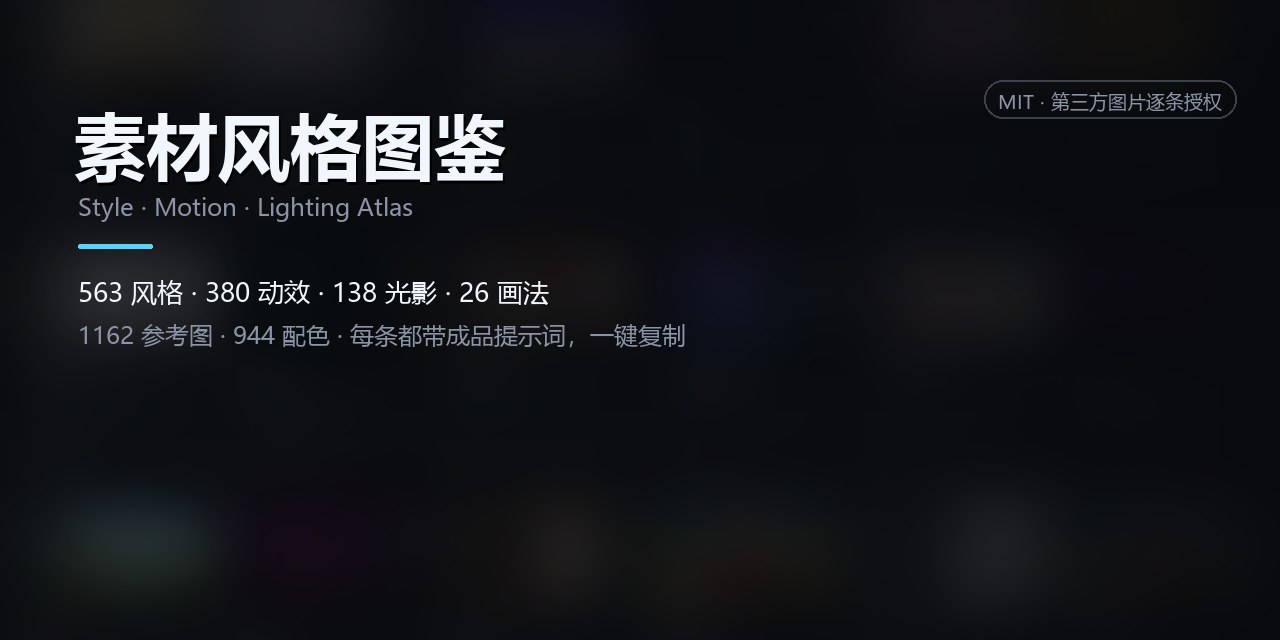 MIT · 第三方图片逐条授权
素材风格图鉴
Style · Motion · Lighting Atlas
563 风格 · 380 动效 · 138 光影 · 26 画法
1162 参考图 · 944 配色 · 每条都带成品提示词，一键复制